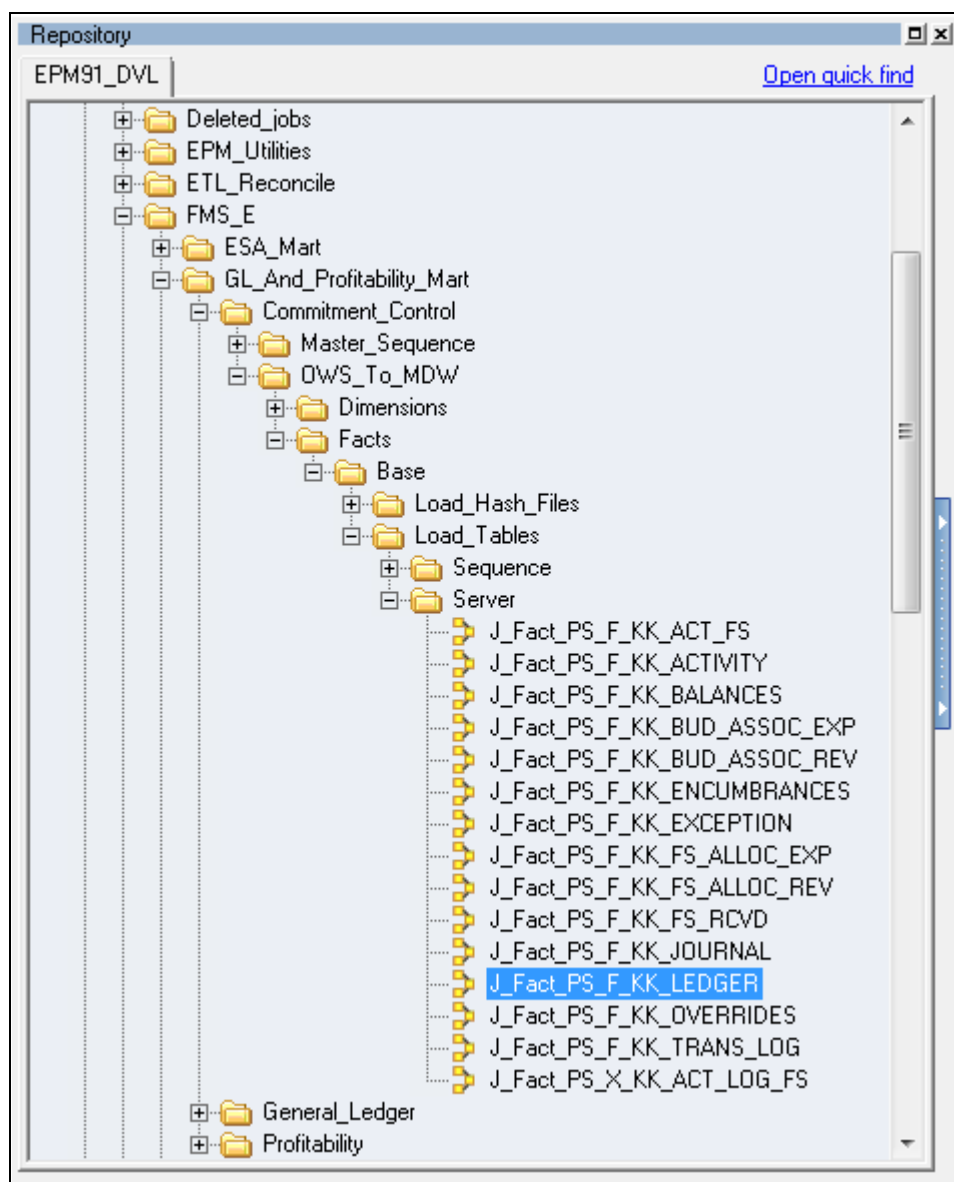 Repository
EPM91_DVL
Open quick find
Deleted_jobs
EPM_Utilities
ETL_Reconcile
FMS_E
ESA_Mart
GL_And_Profitability_Mart
Commitment_Control
Master_Sequence
OWS_To_MDW
Dimensions
Facts
Base
Load_Hash_Files
Load_Tables
Sequence
Server
J_Fact_PS_F_KK_ACT_FS
J_Fact_PS_F_KK_ACTIVITY
J_Fact_PS_F_KK_BALANCES
J_Fact_PS_F_KK_BUD_ASSOC_EXP
J_Fact_PS_F_KK_BUD_ASSOC_REV
J_Fact_PS_F_KK_ENCUMBRANCES
J_Fact_PS_F_KK_EXCEPTION
J_Fact_PS_F_KK_FS_ALLOC_EXP
J_Fact_PS_F_KK_FS_ALLOC_REV
J_Fact_PS_F_KK_FS_RCVD
J_Fact_PS_F_KK_JOURNAL
J_Fact_PS_F_KK_LEDGER
J_Fact_PS_F_KK_OVERRIDES
J_Fact_PS_F_KK_TRANS_LOG
J_Fact_PS_X_KK_ACT_LOG_FS
General_Ledger
Profitability